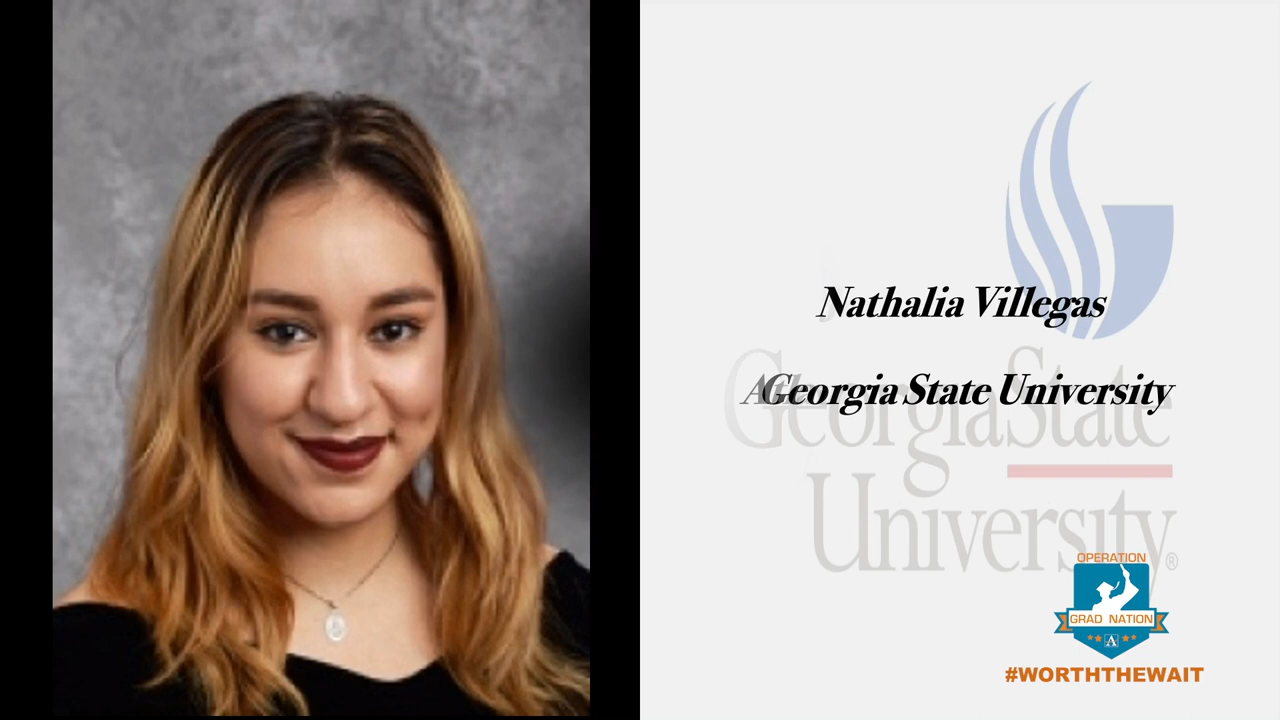 Nathalia Villegas
Georgia State University
Georgia State
University®
OPERATION
GRAD NATION
A
#WORTHTHEWAIT